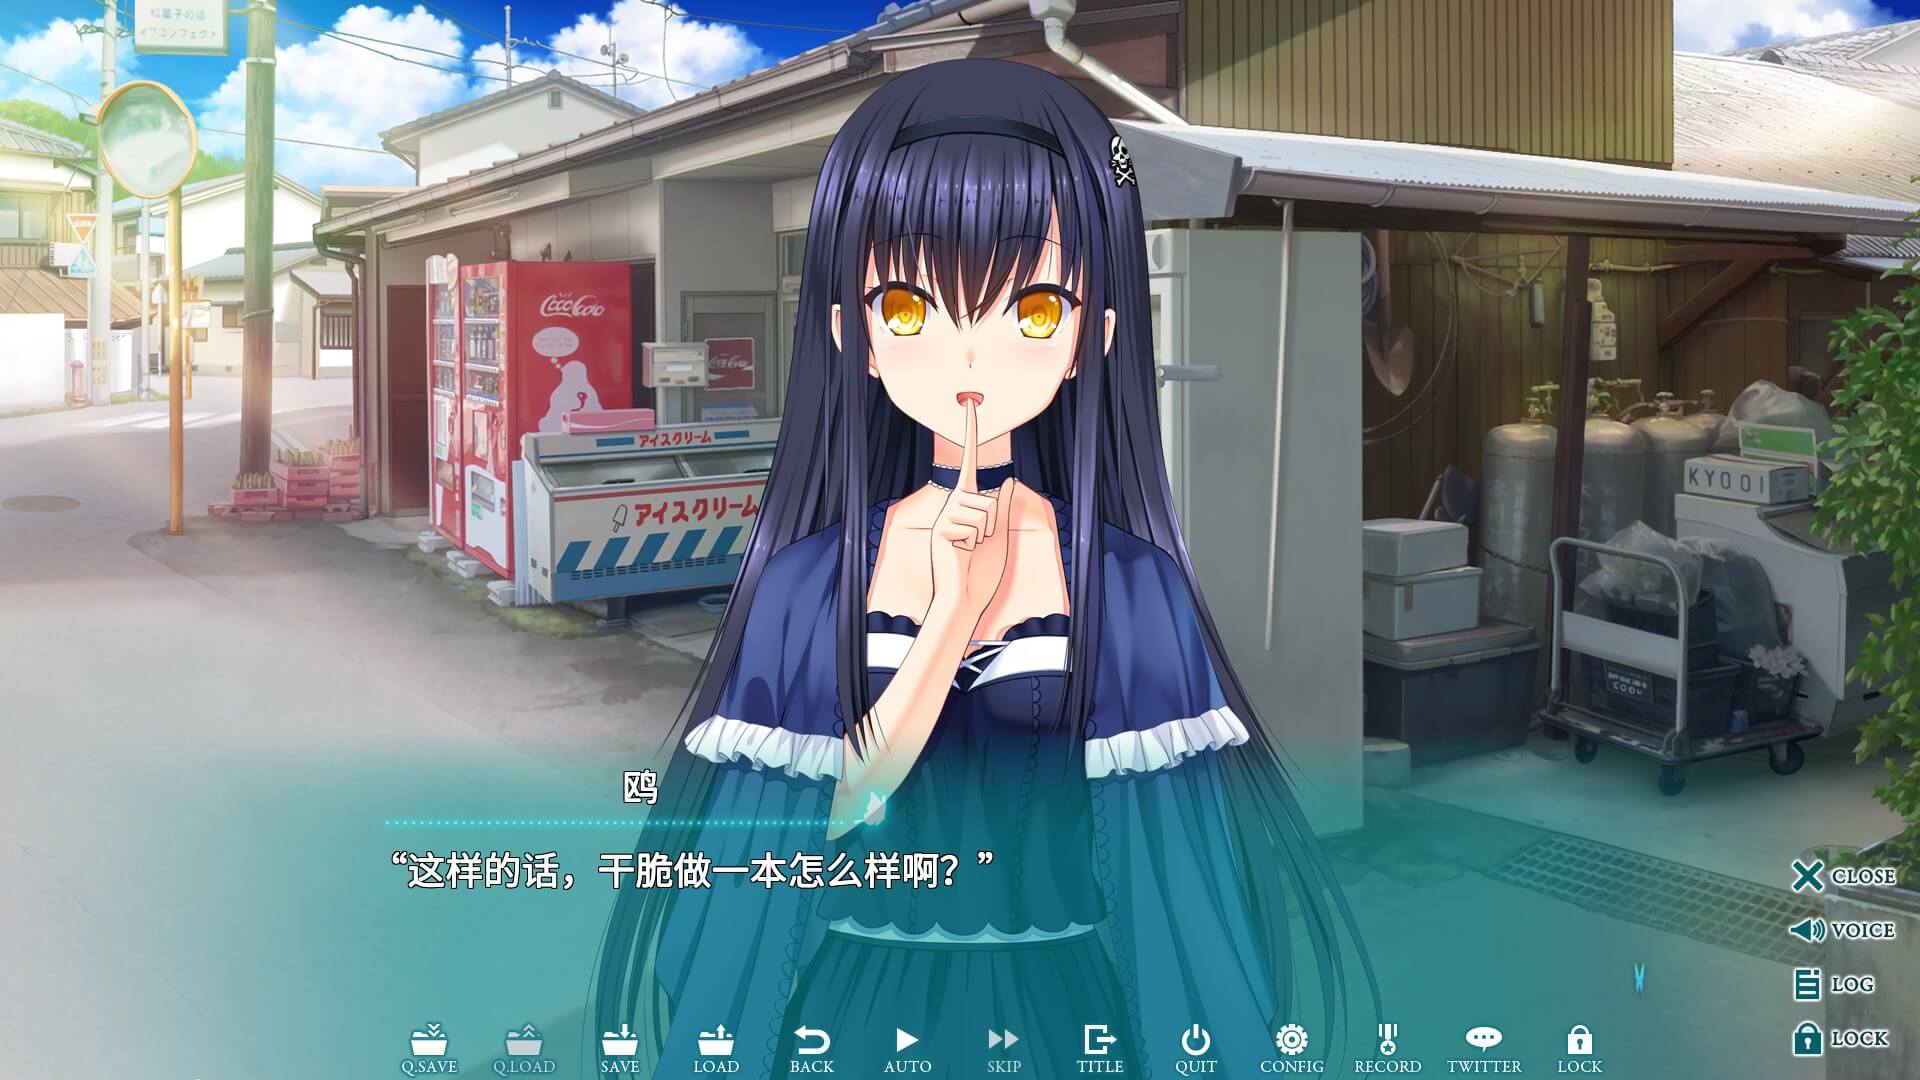 和菓子の店
イワコンフェクト
Coco Coão
アイスクリーム
アイスクリーム
KYOOI
COOL
鸥
“这样的话，干脆做一本怎么样啊？”
CLOSE
VOICE
LOG
LOCK
Q.SAVE
Q.LOAD
SAVE
LOAD
BACK
AUTO
SKIP
TITLE
QUIT
CONFIG
RECORD
TWITTER
LOCK